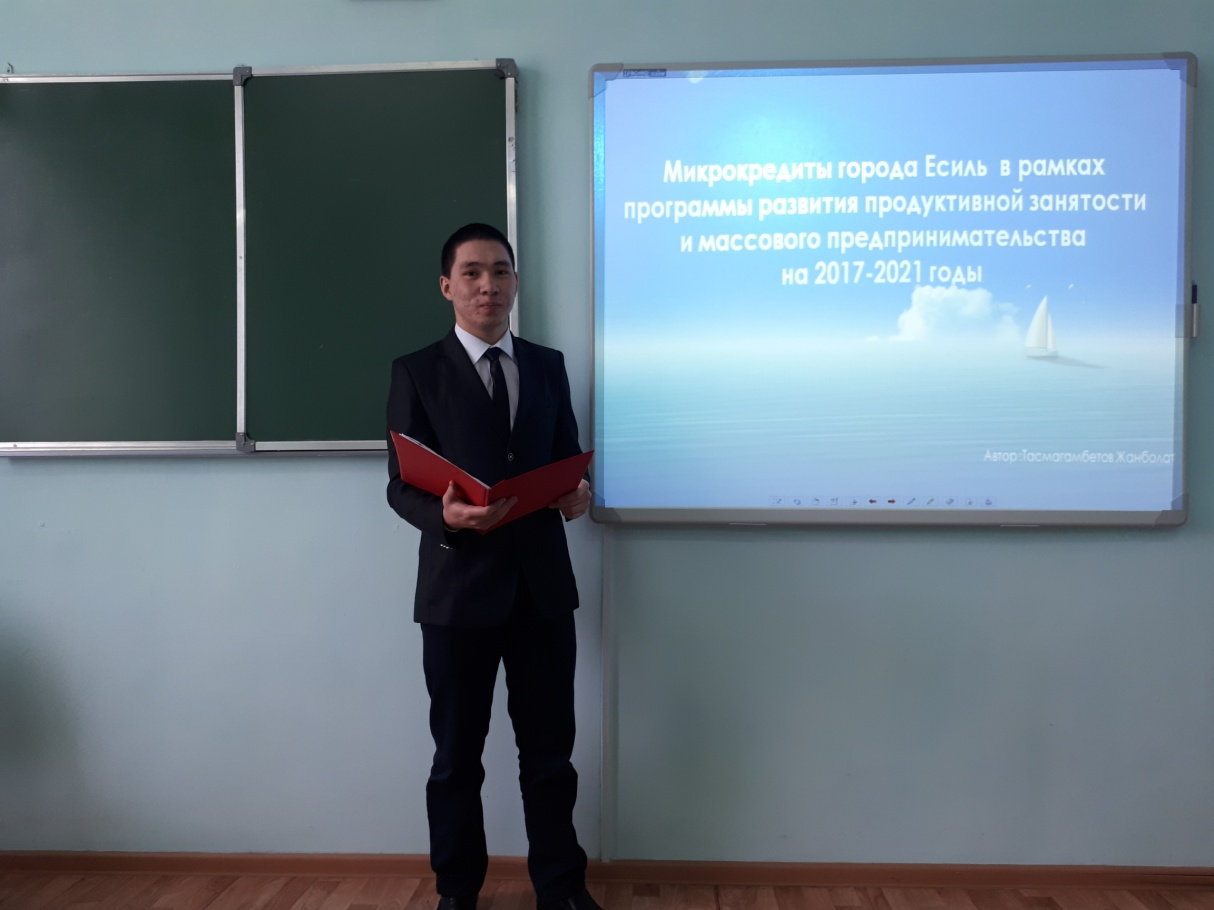 Микрокредиты города Есиль в рамках
программы развития продуктивной занятости
и массового предпринимательства
на 2017-2021 годы
Автор:Тасмагамбетов Жанболат